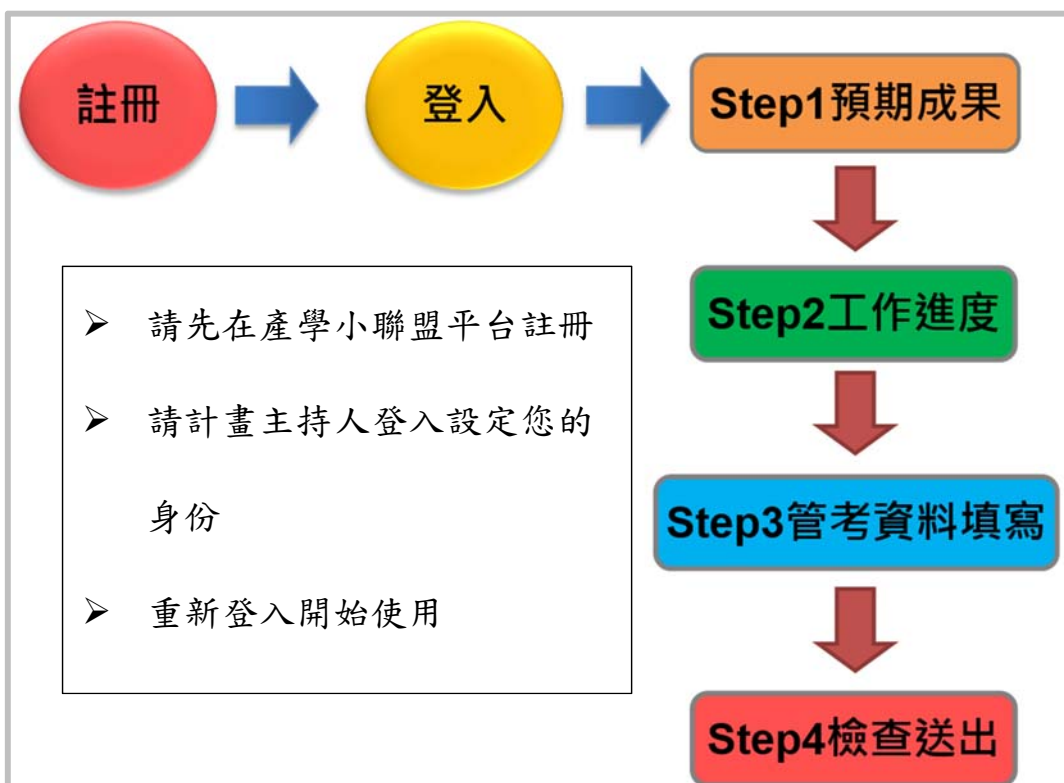 註冊
登入
Step1預期成果
Step2工作進度
Step3管考資料填寫
Step4檢查送出
➢ 請先在產學小聯盟平台註冊
➢ 請計畫主持人登入設定您的
身份
➢ 重新登入開始使用